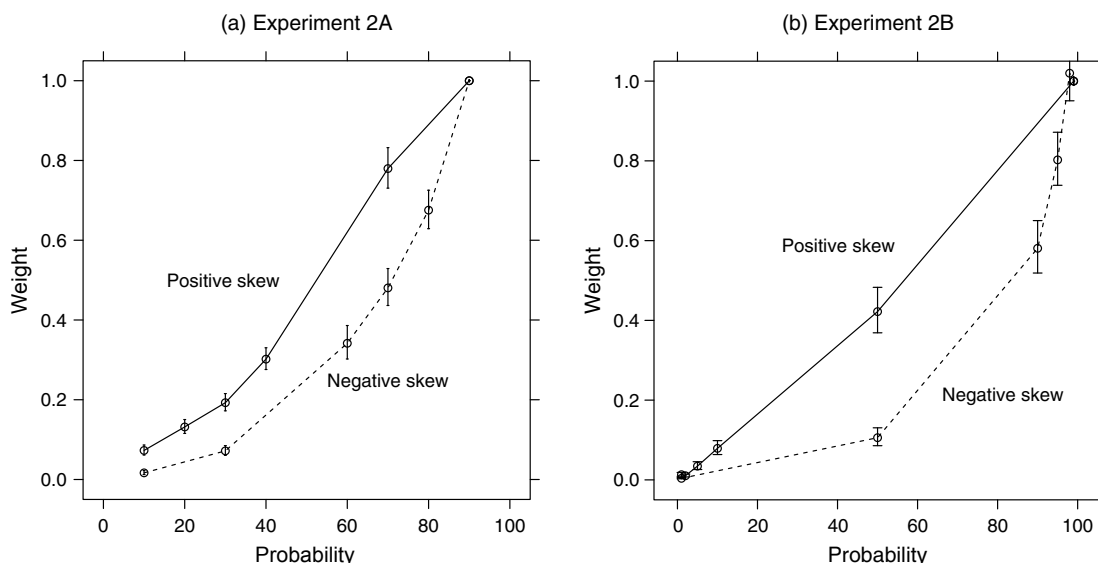 (a) Experiment 2A
Weight
1.0
0.8
0.6
0.4
0.2
0.0
Positive skew
Negative skew
0 20 40 60 80 100
Probability
(b) Experiment 2B
Weight
1.0
0.8
0.6
0.4
0.2
0.0
Positive skew
Negative skew
0 20 40 60 80 100
Probability